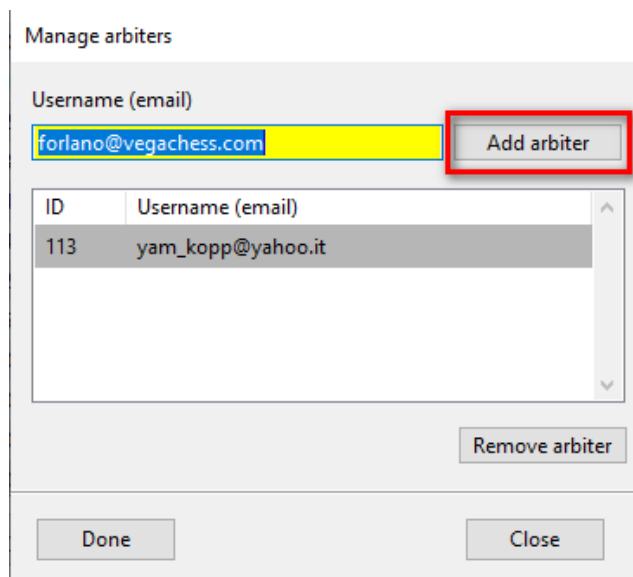 Manage arbiters
Username (email)
forlano@vegachess.com Add arbiter
ID Username (email)
113 yam_kopp@yahoo.it
Remove arbiter
Done Close